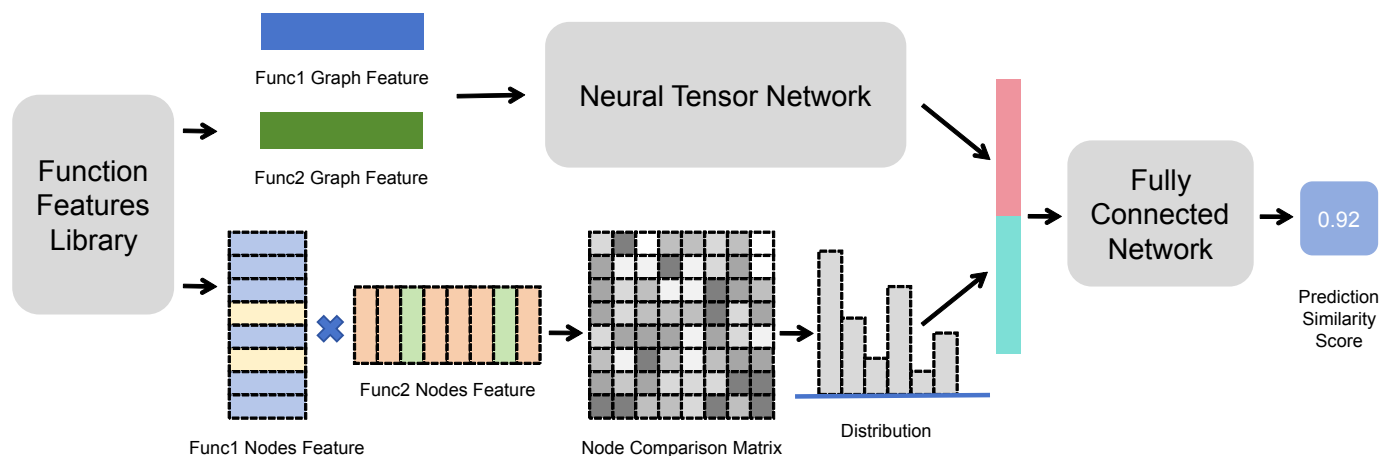 Function
Features
Library
Func1 Graph Feature
Func2 Graph Feature
Neural Tensor Network
Func1 Nodes Feature
Func2 Nodes Feature
Node Comparison Matrix
Distribution
Fully
Connected
Network
0.92
Prediction
Similarity
Score